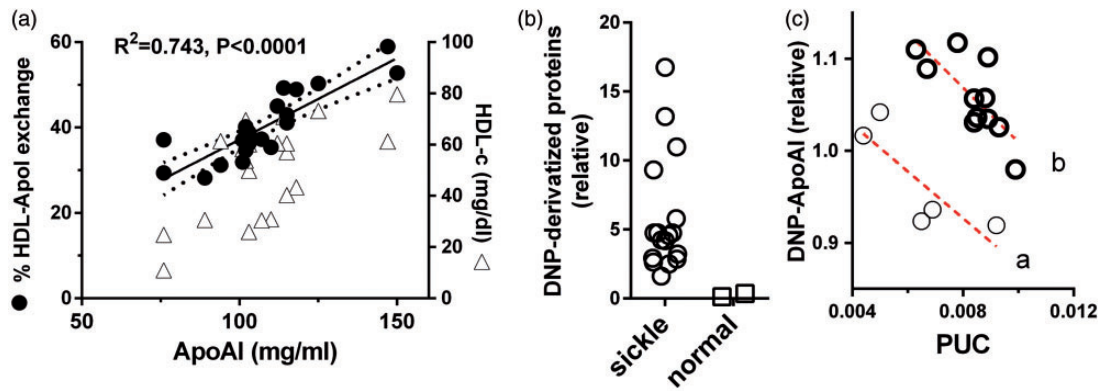 (a)
R²=0.743, P<0.0001
% HDL-ApoI exchange
60
40
20
0
HDL-c (mg/dl)
100
80
60
40
20
0
50
100
150
ApoAI (mg/ml)
(b)
DNP-derivatized proteins
(relative)
20
15
10
5
0
sickle
normal
(c)
DNP-ApoAI (relative)
1.1
1.0
0.9
b
a
0.004
0.008
0.012
PUC